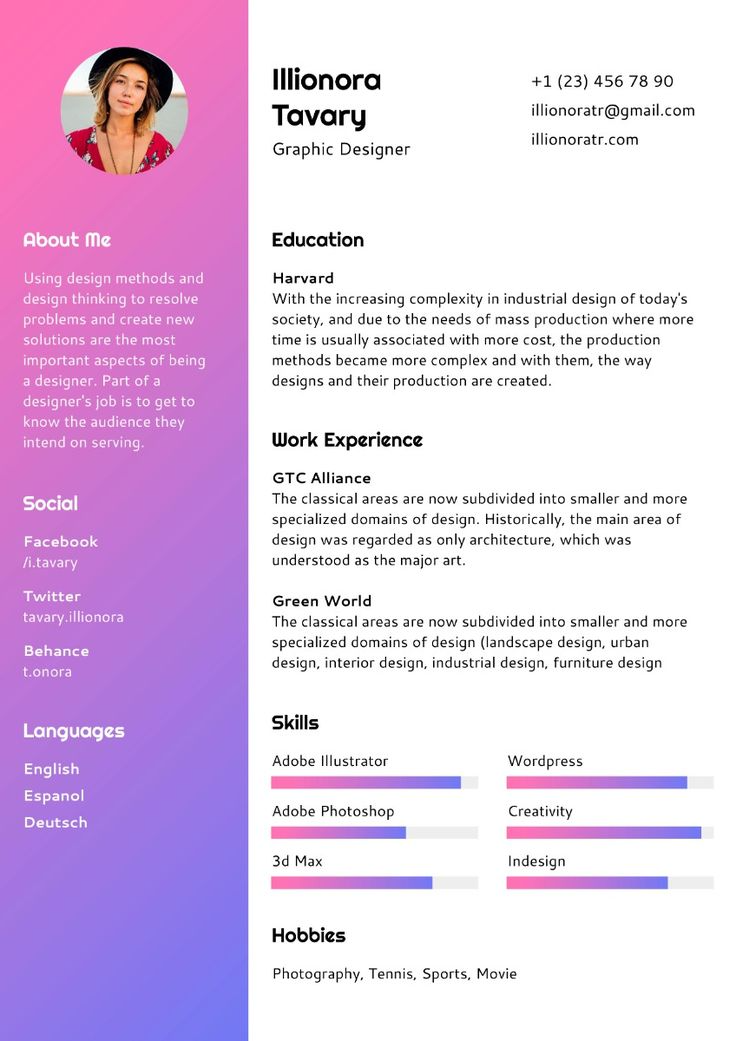 Illionora
Tavary
Graphic Designer
+1 (23) 456 78 90
illionoratr@gmail.com
illionoratr.com
About Me
Using design methods and
design thinking to resolve
problems and create new
solutions are the most
important aspects of being
a designer. Part of a
designer's job is to get to
know the audience they
intend on serving.
Social
Facebook
/i.tavary
Twitter
tavary.illionora
Behance
t.onora
Languages
English
Espanol
Deutsch
Education
Harvard
With the increasing complexity in industrial design of today's
society, and due to the needs of mass production where more
time is usually associated with more cost, the production
methods became more complex and with them, the way
designs and their production are created.
Work Experience
GTC Alliance
The classical areas are now subdivided into smaller and more
specialized domains of design. Historically, the main area of
design was regarded as only architecture, which was
understood as the major art.
Green World
The classical areas are now subdivided into smaller and more
specialized domains of design (landscape design, urban
design, interior design, industrial design, furniture design
Skills
Adobe Illustrator
Wordpress
Adobe Photoshop
Creativity
3d Max
Indesign
Hobbies
Photography, Tennis, Sports, Movie